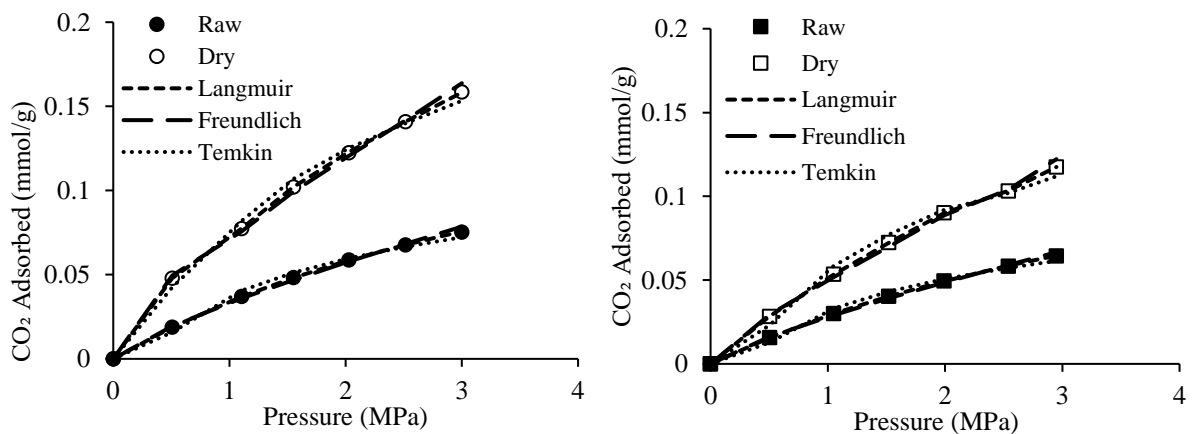 CO₂ Adsorbed (mmol/g)
0.2
0.15
0.1
0.05
0
Raw
Dry
Langmuir
Freundlich
Temkin
0 1 2 3 4
Pressure (MPa)
CO₂ Adsorbed (mmol/g)
0.2
0.15
0.1
0.05
0
Raw
Dry
Langmuir
Freundlich
Temkin
0 1 2 3 4
Pressure (MPa)